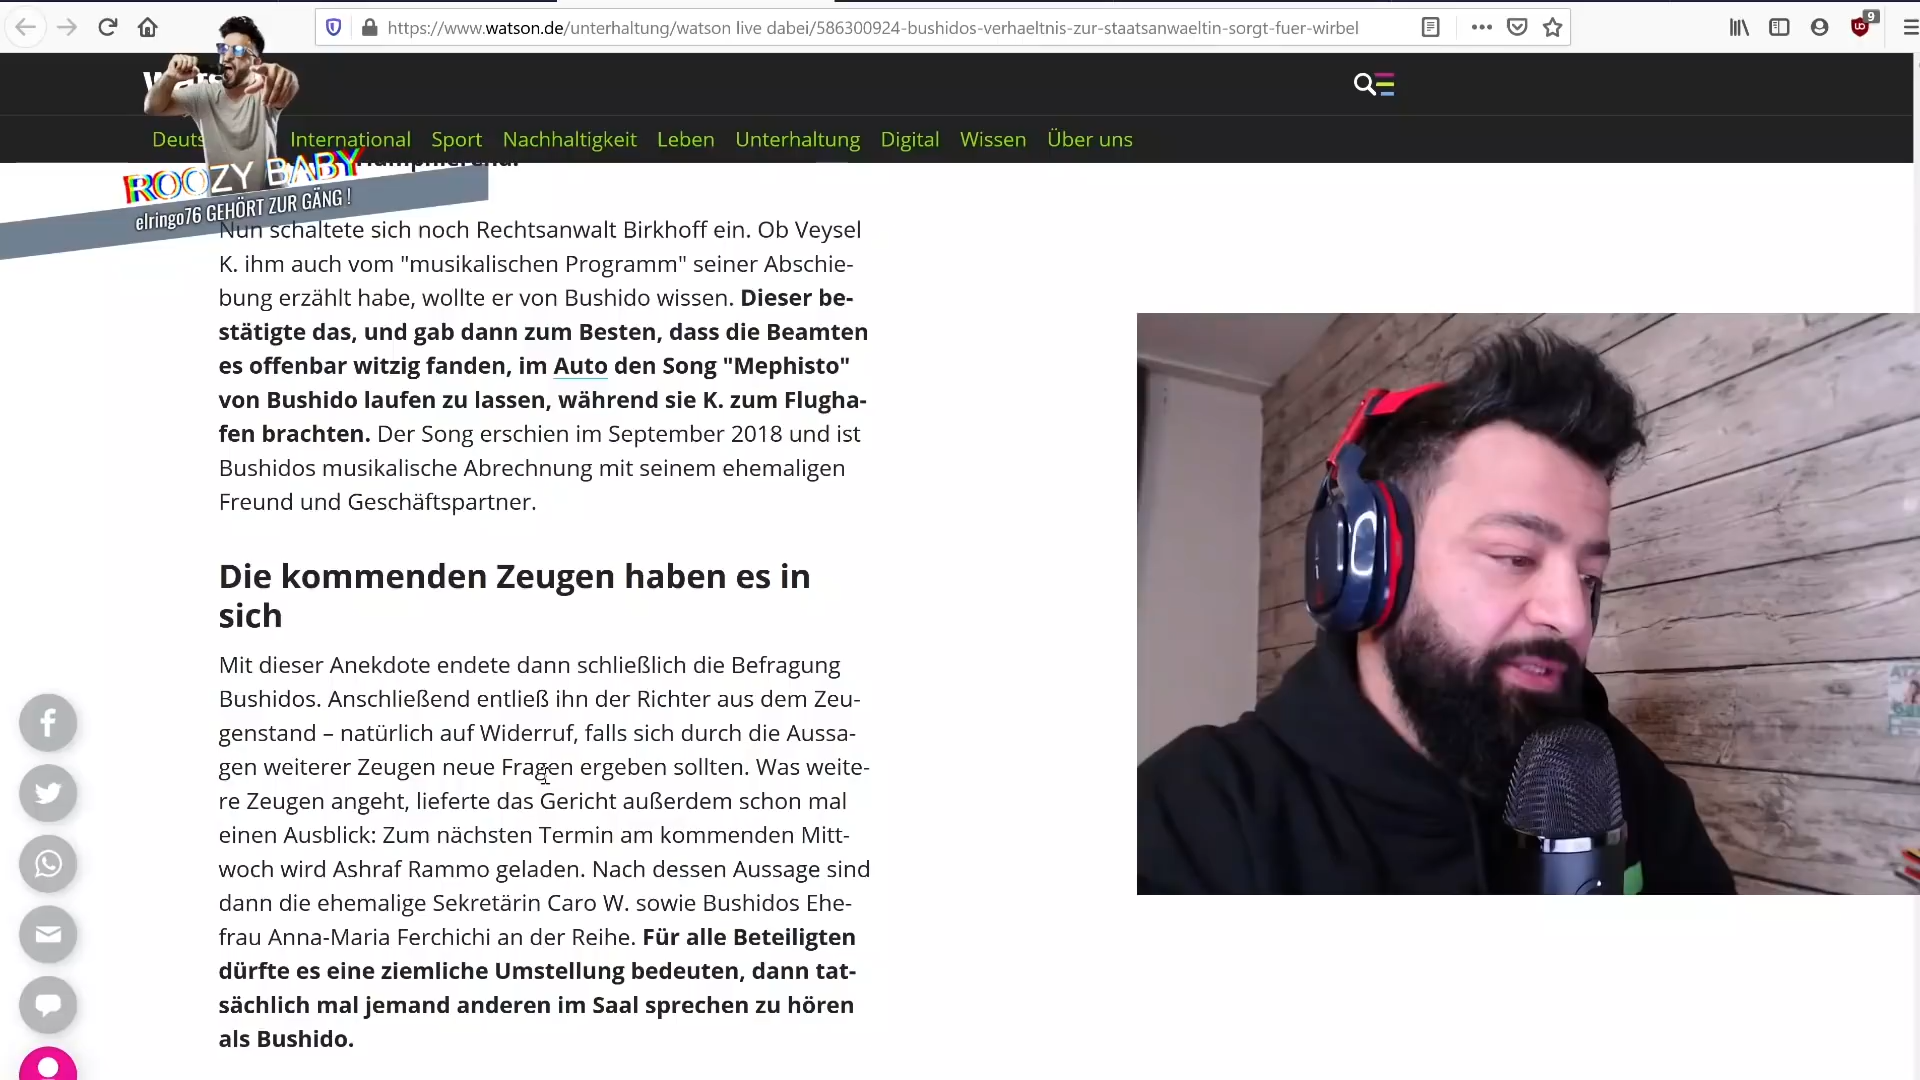 https://www.watson.de/unterhaltung/watson live dabei/586300924-bushidos-verhaeltnis-zur-staatsanwaeltin-sorgt-fuer-wirbel
9
International Sport Nachhaltigkeit Leben Unterhaltung Digital Wissen Über uns
ROOZY BABY
elringo76 GEHÖRT ZUR GÄNG !
Nun schaltete sich noch Rechtsanwalt Birkhoff ein. Ob Veysel
K. ihm auch vom "musikalischen Programm" seiner Abschie-
bung erzählt habe, wollte er von Bushido wissen. Dieser be-
stätigte das, und gab dann zum Besten, dass die Beamten
es offenbar witzig fanden, im Auto den Song "Mephisto"
von Bushido laufen zu lassen, während sie K. zum Flugha-
fen brachten. Der Song erschien im September 2018 und ist
Bushidos musikalische Abrechnung mit seinem ehemaligen
Freund und Geschäftspartner.
Die kommenden Zeugen haben es in
sich
Mit dieser Anekdote endete dann schließlich die Befragung
Bushidos. Anschließend entließ ihn der Richter aus dem Zeu-
genstand – natürlich auf Widerruf, falls sich durch die Aussa-
gen weiterer Zeugen neue Fragen ergeben sollten. Was weite-
re Zeugen angeht, lieferte das Gericht außerdem schon mal
einen Ausblick: Zum nächsten Termin am kommenden Mitt-
woch wird Ashraf Rammo geladen. Nach dessen Aussage sind
dann die ehemalige Sekretärin Caro W. sowie Bushidos Ehe-
frau Anna-Maria Ferchichi an der Reihe. Für alle Beteiligten
dürfte es eine ziemliche Umstellung bedeuten, dann tat-
sächlich mal jemand anderen im Saal sprechen zu hören
als Bushido.